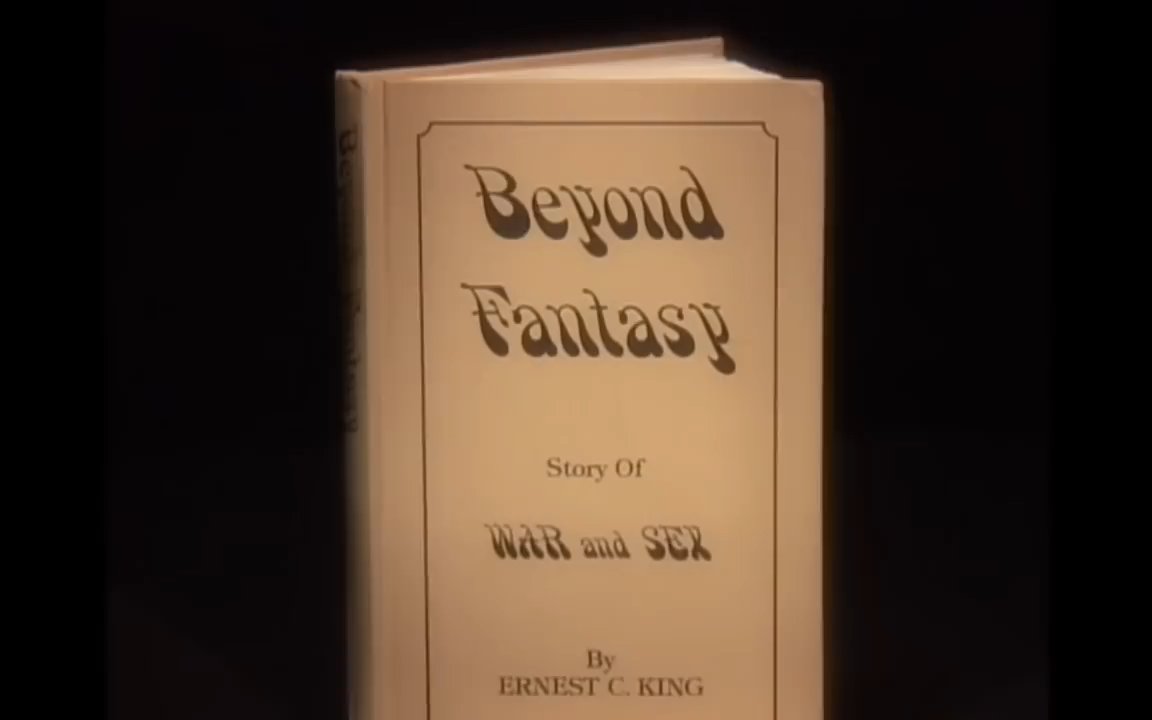 Beyond
Fantasy
Story Of
WAR and SEX
By
ERNEST C. KING